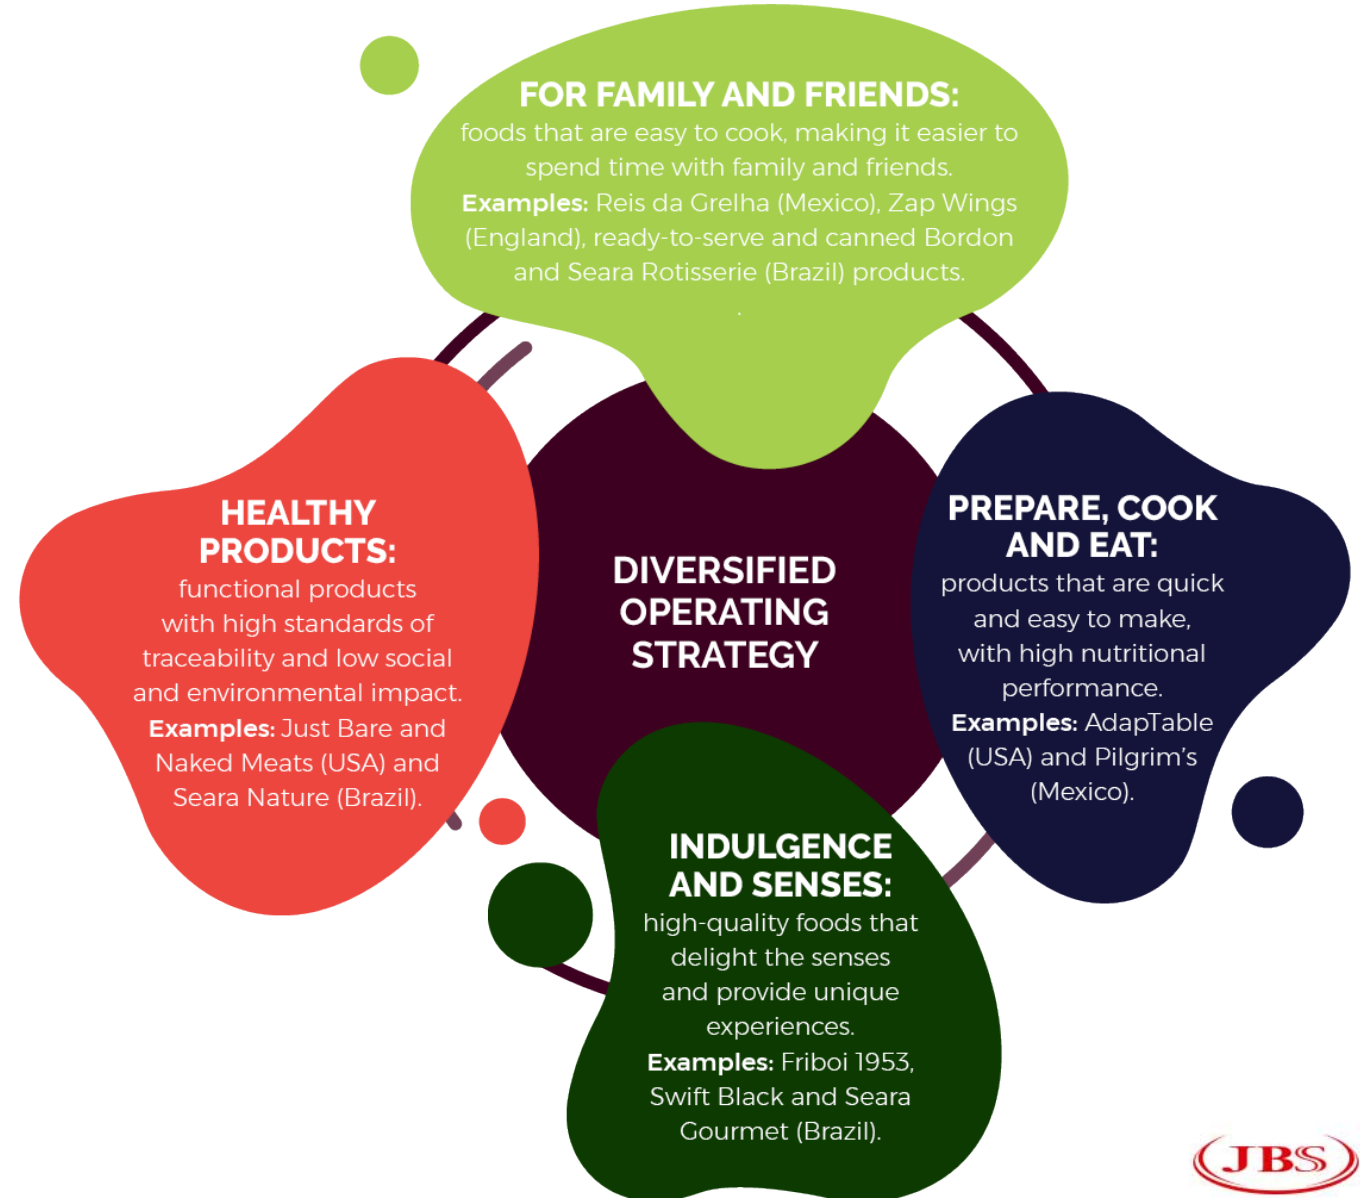 FOR FAMILY AND FRIENDS:
foods that are easy to cook, making it easier to
spend time with family and friends.
Examples: Reis da Grelha (Mexico), Zap Wings
(England), ready-to-serve and canned Bordon
and Seara Rotisserie (Brazil) products.
.
HEALTHY
PRODUCTS:
functional products
with high standards of
traceability and low social
and environmental impact.
Examples: Just Bare and
Naked Meats (USA) and
Seara Nature (Brazil).
DIVERSIFIED
OPERATING
STRATEGY
PREPARE, COOK
AND EAT:
products that are quick
and easy to make,
with high nutritional
performance.
Examples: AdapTable
(USA) and Pilgrim’s
(Mexico).
INDULGENCE
AND SENSES:
high-quality foods that
delight the senses
and provide unique
experiences.
Examples: Friboi 1953,
Swift Black and Seara
Gourmet (Brazil).
JBS